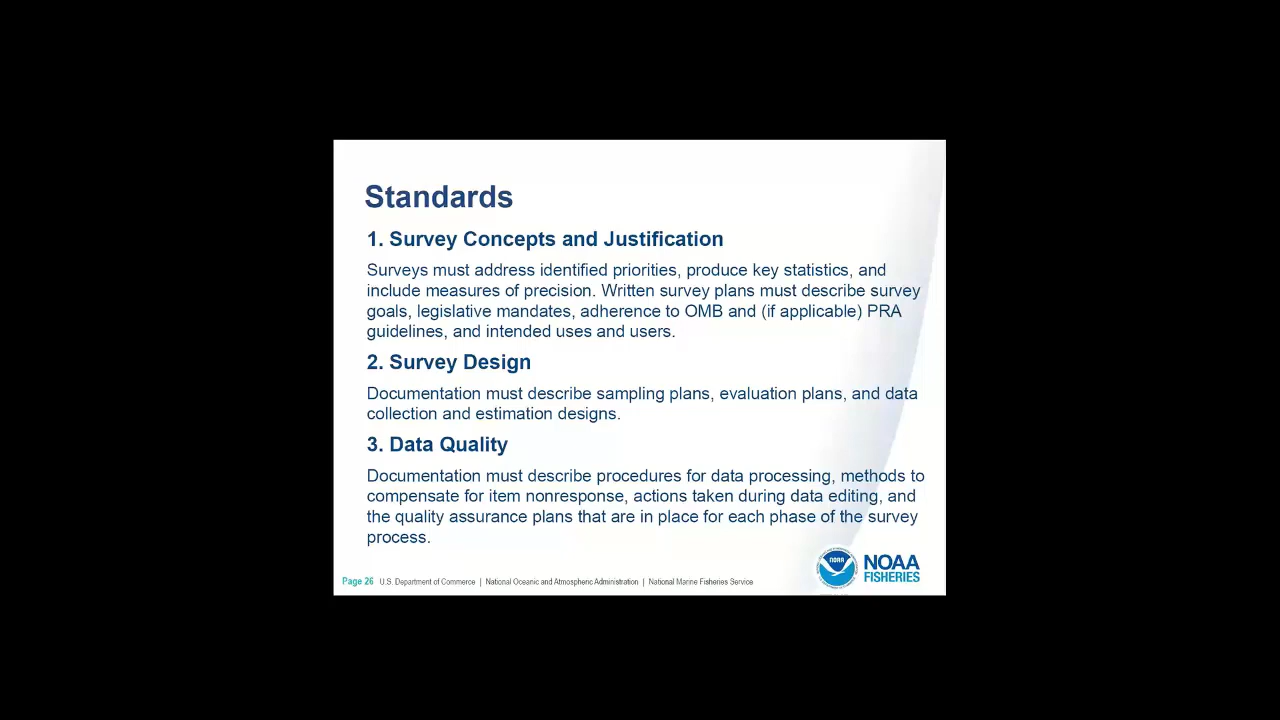 Standards
1. Survey Concepts and Justification
Surveys must address identified priorities, produce key statistics, and
include measures of precision. Written survey plans must describe survey
goals, legislative mandates, adherence to OMB and (if applicable) PRA
guidelines, and intended uses and users.
2. Survey Design
Documentation must describe sampling plans, evaluation plans, and data
collection and estimation designs.
3. Data Quality
Documentation must describe procedures for data processing, methods to
compensate for item nonresponse, actions taken during data editing, and
the quality assurance plans that are in place for each phase of the survey
process.
Page 26 U.S. Department of Commerce | National Oceanic and Atmospheric Administration | National Marine Fisheries Service
NOAA
NOAA
FISHERIES